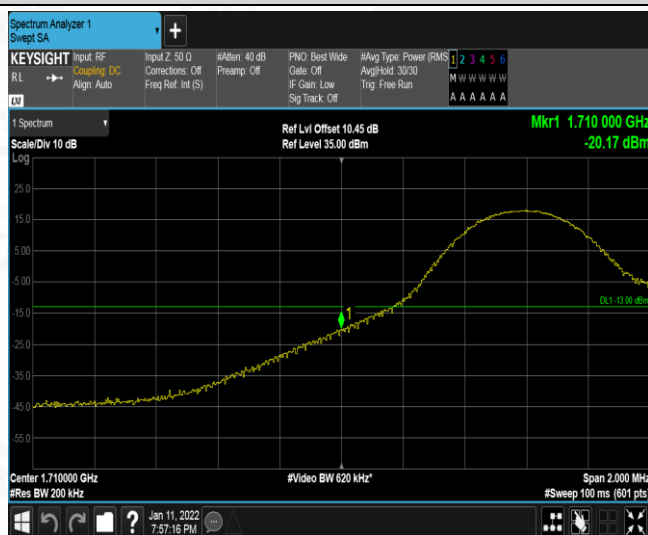 Spectrum Analyzer 1
Swept SA
+
KEYSIGHT
RL
Input: RF
Coupling: DC
Align: Auto
Input Z: 50 Ω
Corrections: Off
Freq Ref: Int (S)
#Atten: 40 dB
Preamp: Off
PNO: Best Wide
Gate: Off
IF Gain: Low
Sig Track: Off
#Avg Type: Power (RMS
Avg|Hold: 30/30
Trig: Free Run
1 2 3 4 5 6
M W W W W W
A A A A A A
1 Spectrum
Scale/Div 10 dB
Log
Ref Lvl Offset 10.45 dB
Ref Level 35.00 dBm
Mkr1 1.710 000 GHz
-20.17 dBm
25.0
15.0
5.00
-5.00
-15.0
-25.0
-35.0
-45.0
-55.0
DL1 -13.00 dBm
1
Center 1.710000 GHz
#Res BW 200 kHz
#Video BW 620 kHz*
Span 2.000 MHz
#Sweep 100 ms (601 pts)
?
Jan 11, 2022
7:57:16 PM